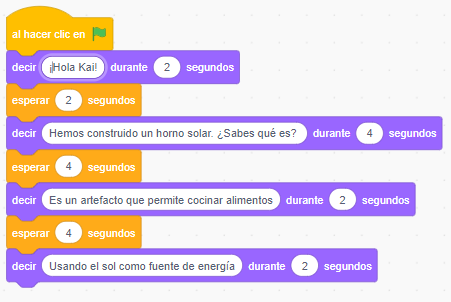 al hacer clic en
decir ¡Hola Kai! durante 2 segundos
esperar 2 segundos
decir Hemos construido un horno solar. ¿Sabes qué es? durante 4 segundos
esperar 4 segundos
decir Es un artefacto que permite cocinar alimentos durante 2 segundos
esperar 4 segundos
decir Usando el sol como fuente de energía durante 2 segundos